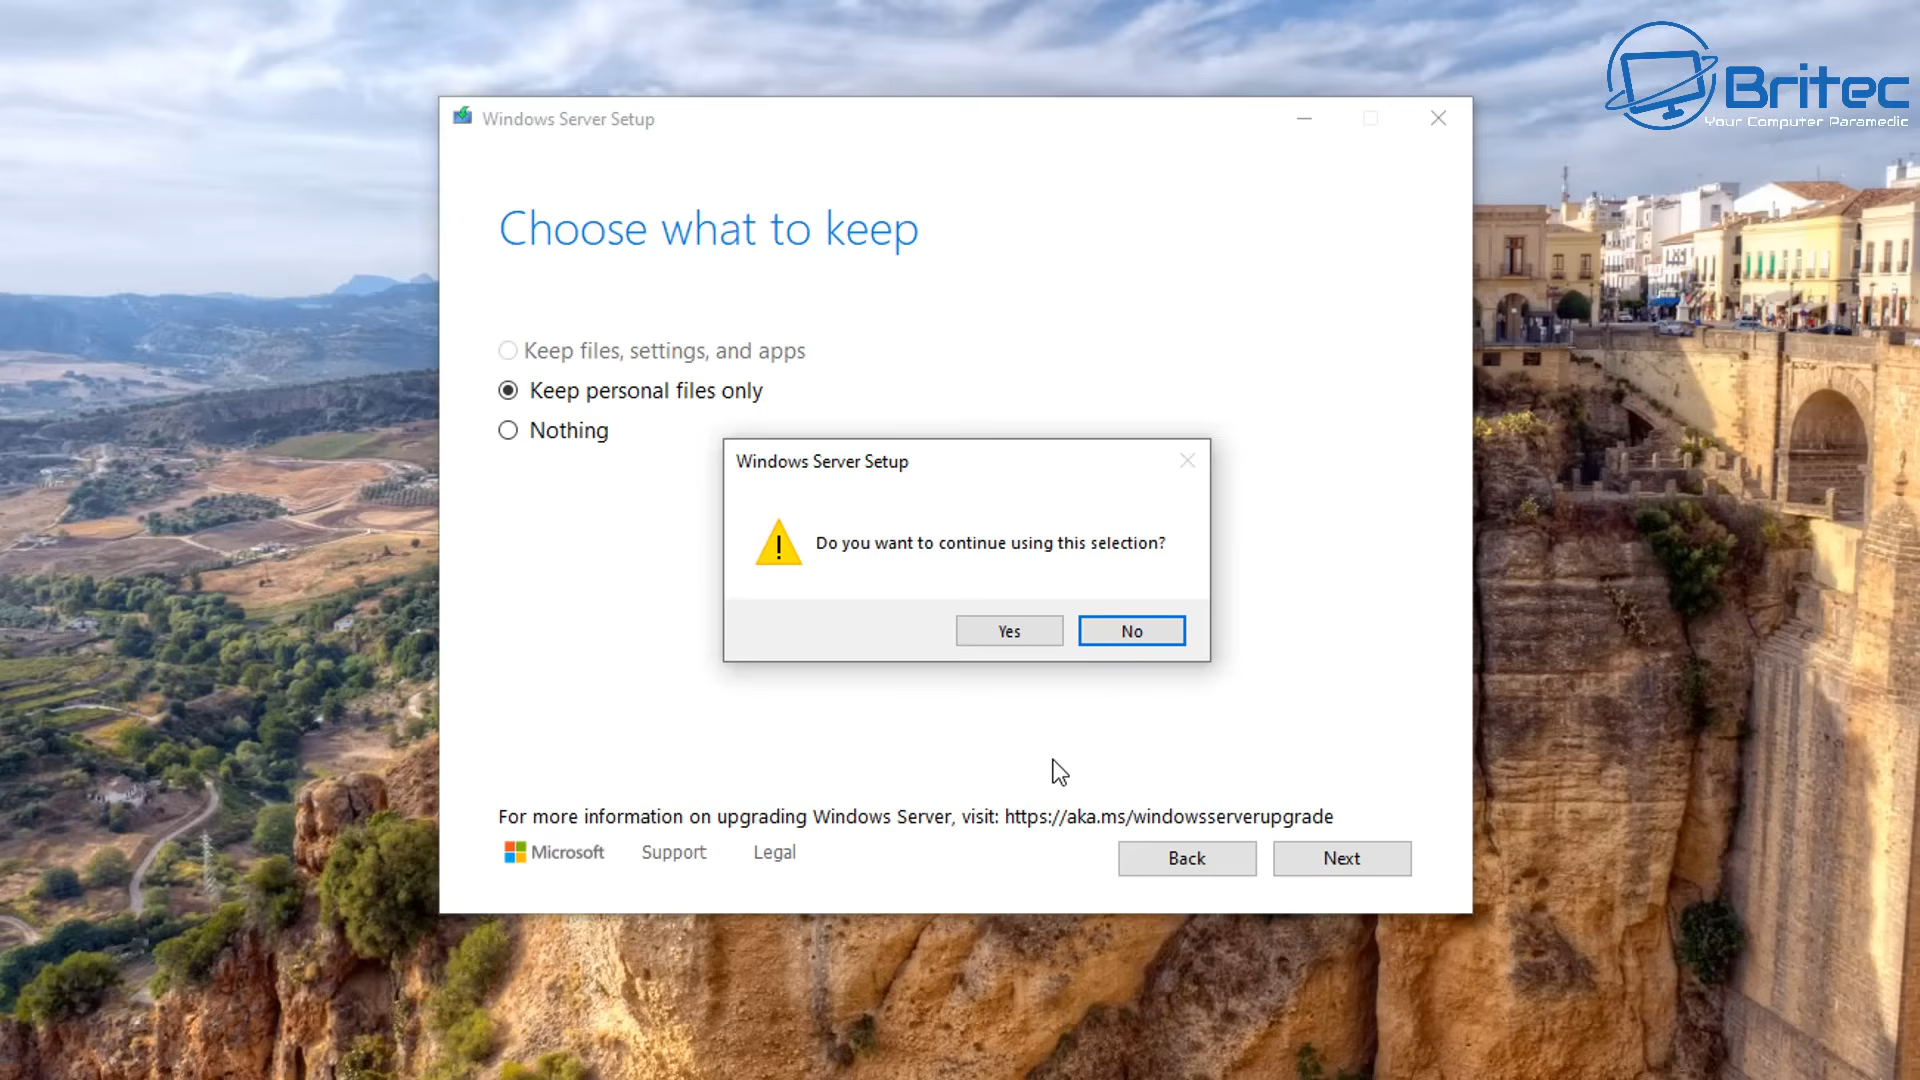 Britec
Your Computer Paramedic
Windows Server Setup
Choose what to keep
Keep files, settings, and apps
Keep personal files only
Nothing
Windows Server Setup
Do you want to continue using this selection?
Yes
No
For more information on upgrading Windows Server, visit: https://aka.ms/windowsserverupgrade
Microsoft Support Legal
Back Next